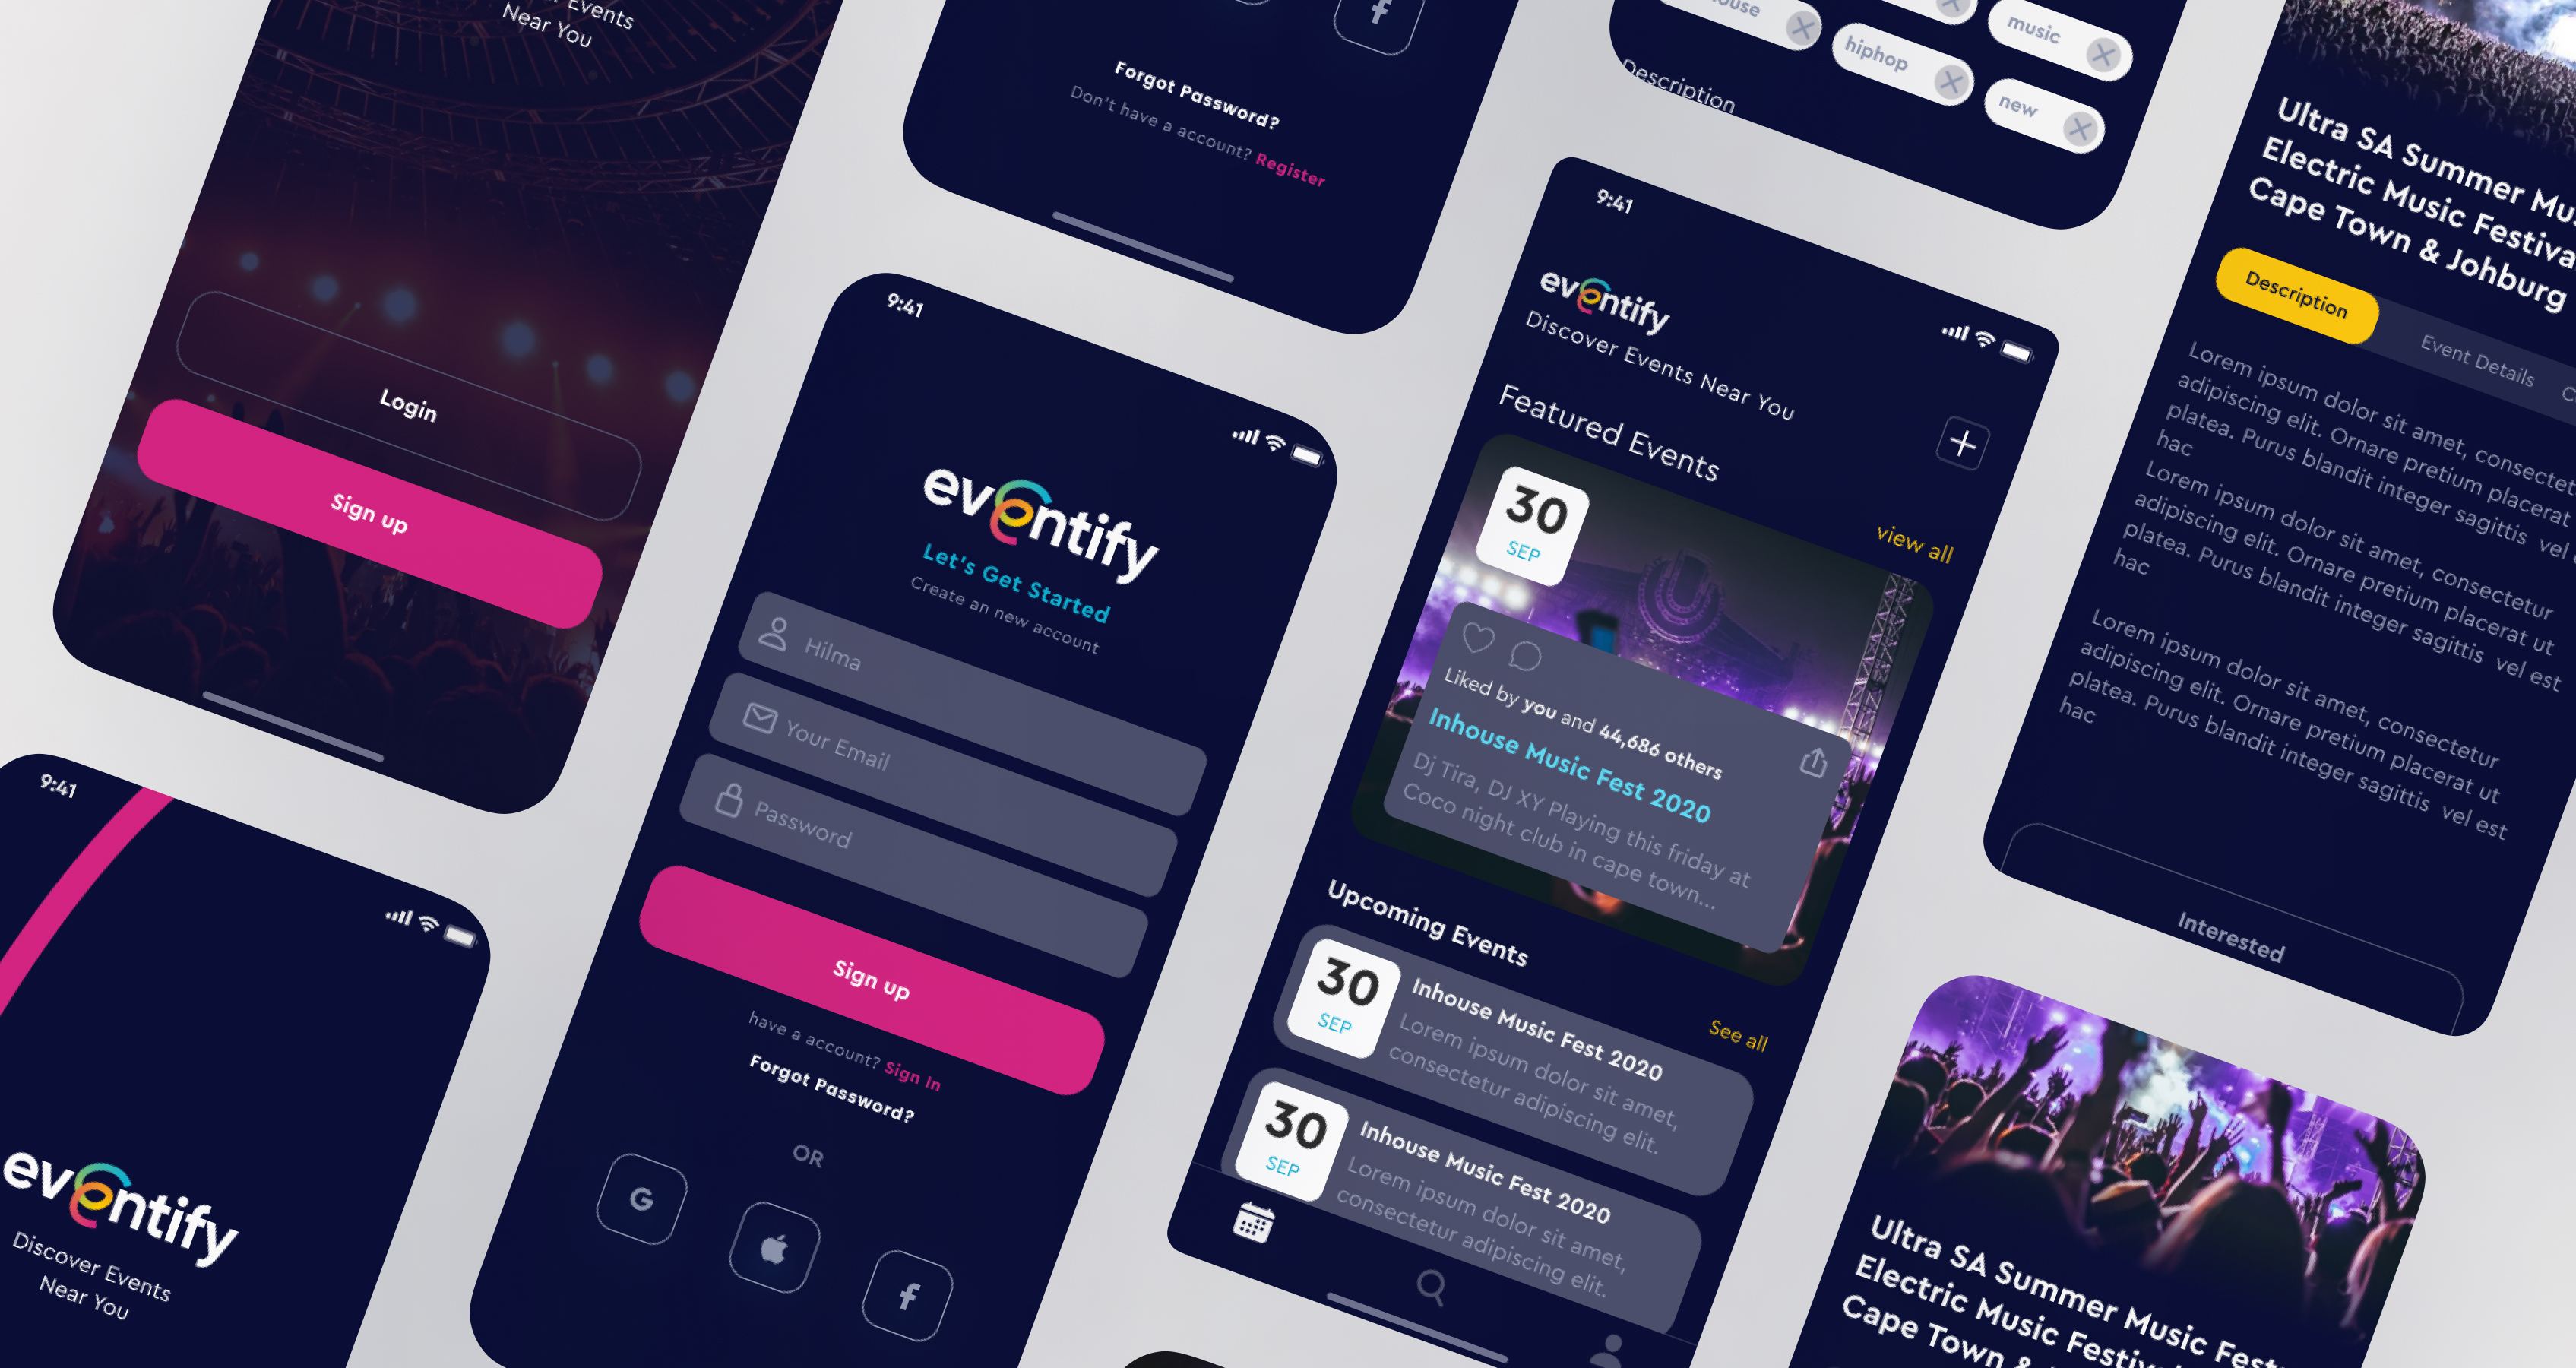 Events
Near You
Login
Sign up
9:41
eventify
Discover Events
Near You
Forgot Password?
Don't have a account? Register
9:41
eventify
Let's Get Started
Create an new account
Hilma
Your Email
Password
Sign up
have a account? Sign In
Forgot Password?
OR
G
f
hiphop
music
new
Description
9:41
eventify
Discover Events Near You
Featured Events
view all
30
SEP
Liked by you and 44,686 others
Inhouse Music Fest 2020
Dj Tira, DJ XY Playing this friday at
Coco night club in cape town...
Upcoming Events
See all
30
SEP
Inhouse Music Fest 2020
Lorem ipsum dolor sit amet,
consectetur adipiscing elit.
30
SEP
Inhouse Music Fest 2020
Lorem ipsum dolor sit amet,
consectetur adipiscing elit.
Ultra SA Summer
Electric Music
Cape Town & Johburg
Description
Event Details
Lorem ipsum dolor sit amet,
adipiscing elit. Ornare pretium placerat
platea. Purus blandit integer sagittis vel
hac
Lorem ipsum dolor sit amet, consectetur
adipiscing elit. Ornare pretium placerat ut
platea. Purus blandit integer sagittis vel est
hac
Lorem ipsum dolor sit amet, consectetur
adipiscing elit. Ornare pretium placerat ut
platea. Purus blandit integer sagittis vel est
hac
Interested
Ultra SA Summer Music
Electric Music
Cape Town &